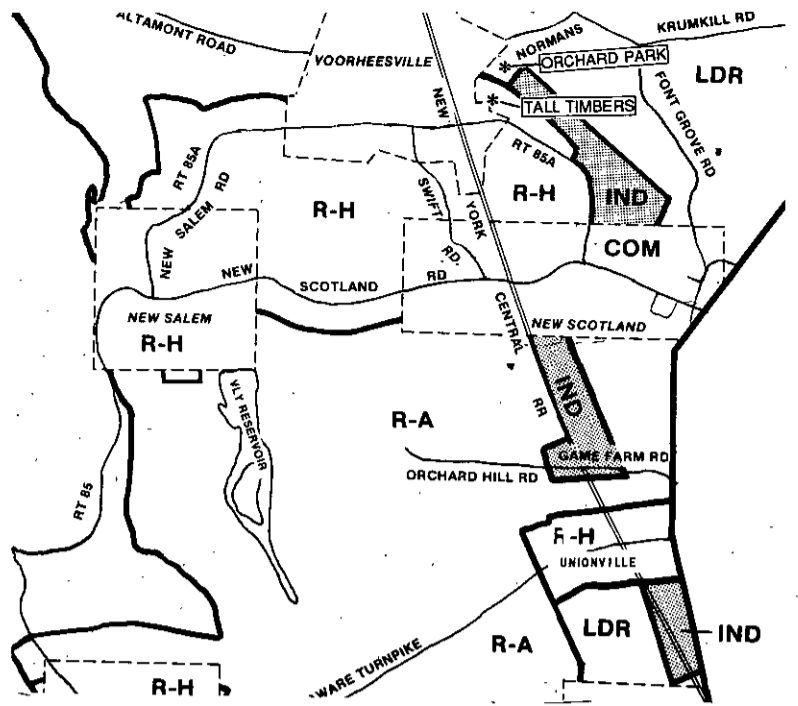 ALTAMONT ROAD
KRUMKILL RD
NORMANS
VOORHEESVILLE
ORCHARD PARK
LDR
FONT GROVE RD
NEW
TALL TIMBERS
RT 85A
RT 85A
R-H
IND
NEW SALEM RD
R-H
SWIFT RD.
YORK
COM
NEW
SCOTLAND
RD
NEW SALEM
R-H
CENTRAL
NEW SCOTLAND
IND
VLY RESERVOIR
R-A
RR
GAME FARM RD
ORCHARD HILL RD
RT 85
R-H
UNIONVILLE
LDR
IND
R-A
WARE TURNPIKE
R-H